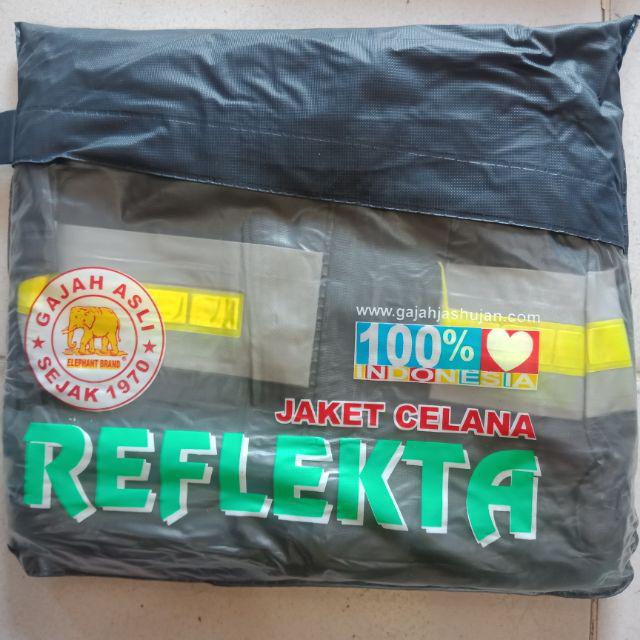 www.gajahjashujan.com
100%
INDONESIA
GAJAH ASLI
ELEPHANT BRAND
SEJAK 1970
JAKET CELANA
REFLEKTA